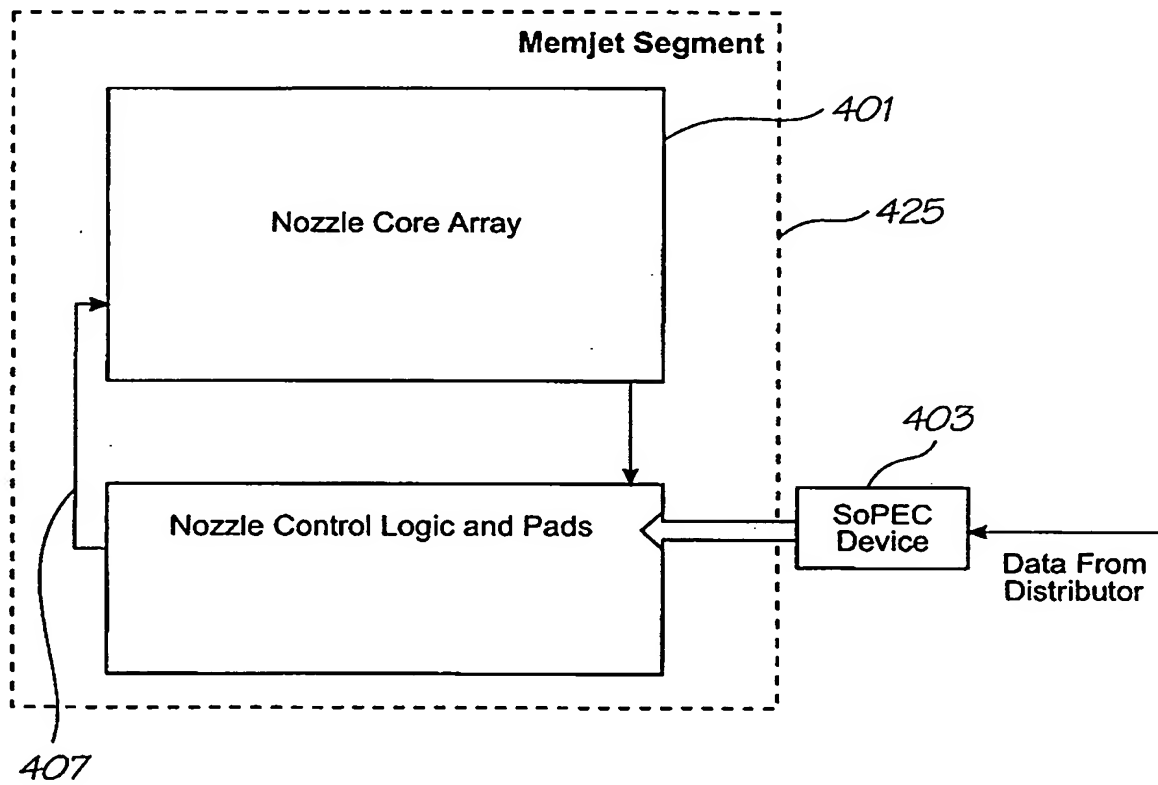 Memjet Segment
401
Nozzle Core Array
425
403
Nozzle Control Logic and Pads
SoPEC
Device
Data From
Distributor
407